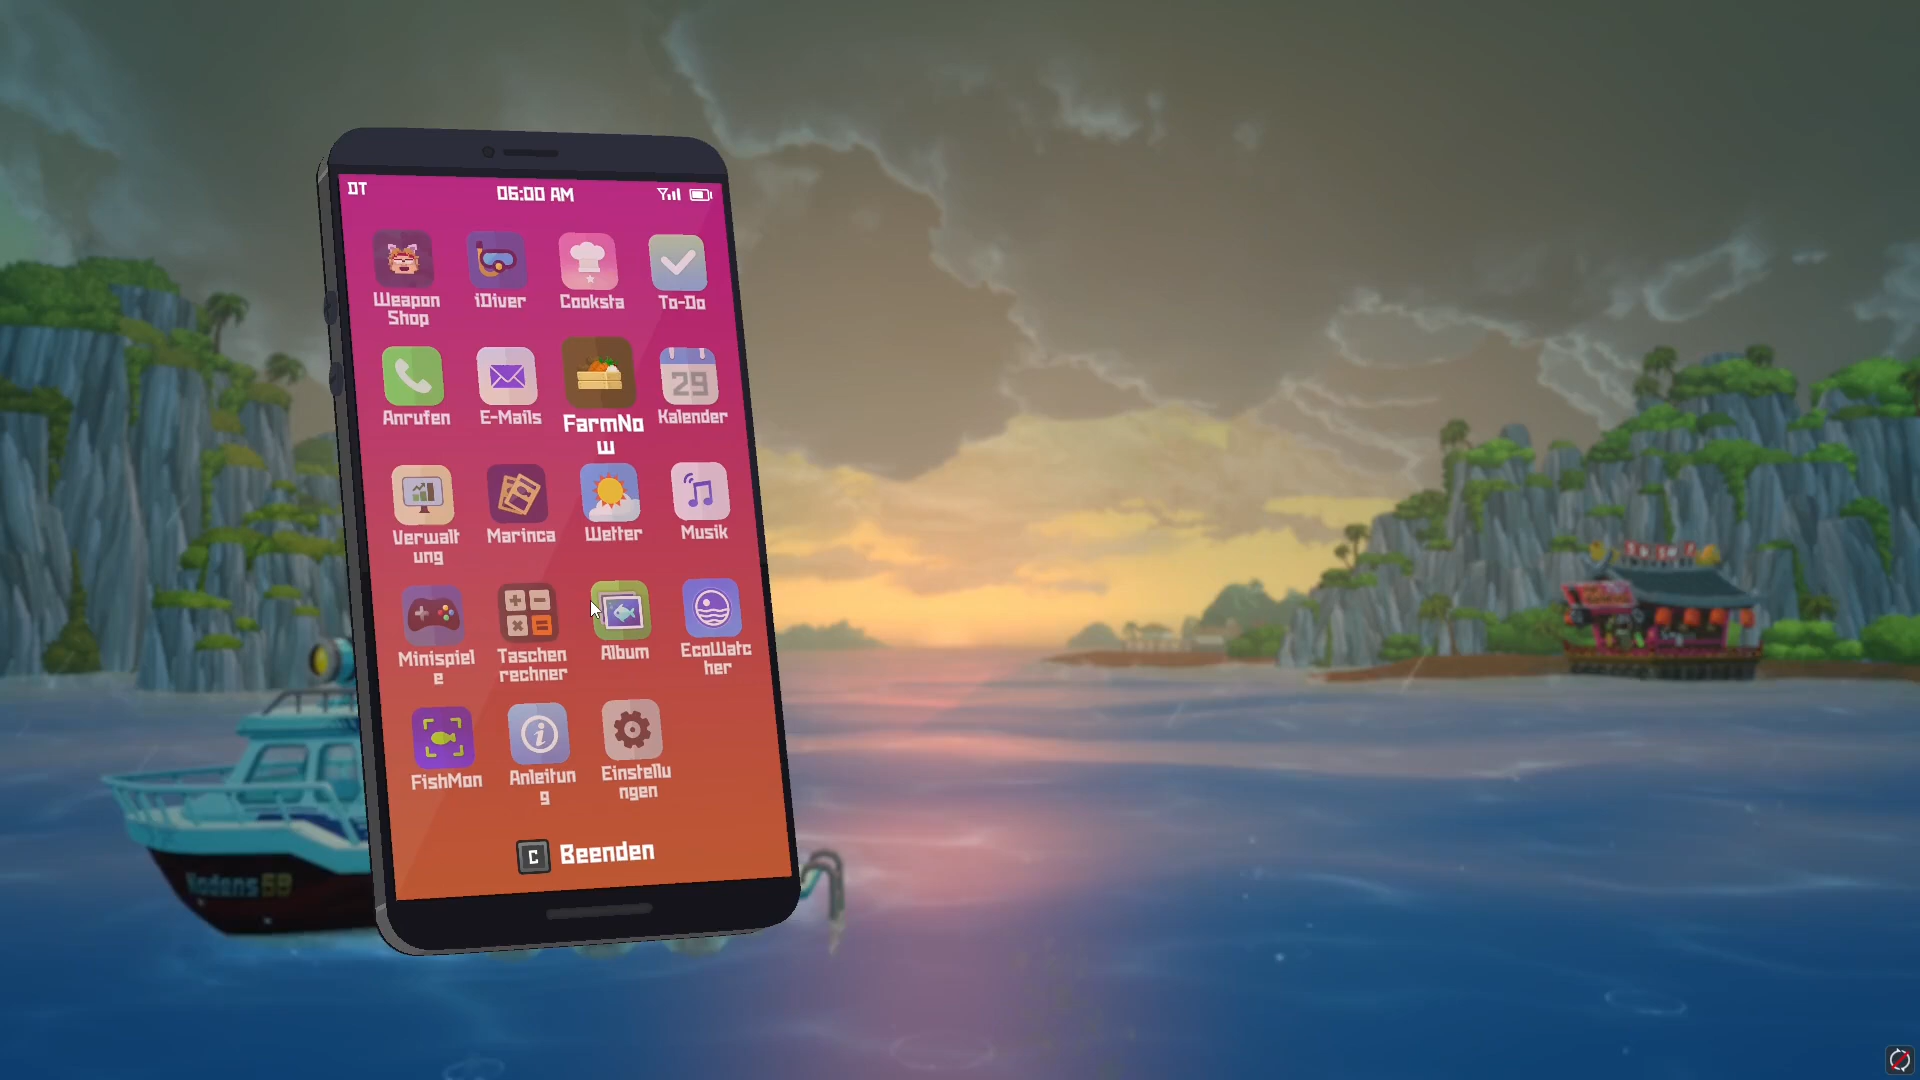 DT
06:00 AM
Weapon
Shop
iDiver
Cooksta
To-Do
Anrufen
E-Mails
FarmNo
w
29
Kalender
Verwalt
ung
Marinca
Wetter
Musik
Minispiel
e
Taschen
rechner
Album
EcoWatc
her
FishMon
Anleitun
g
Einstellu
ngen
C Beenden